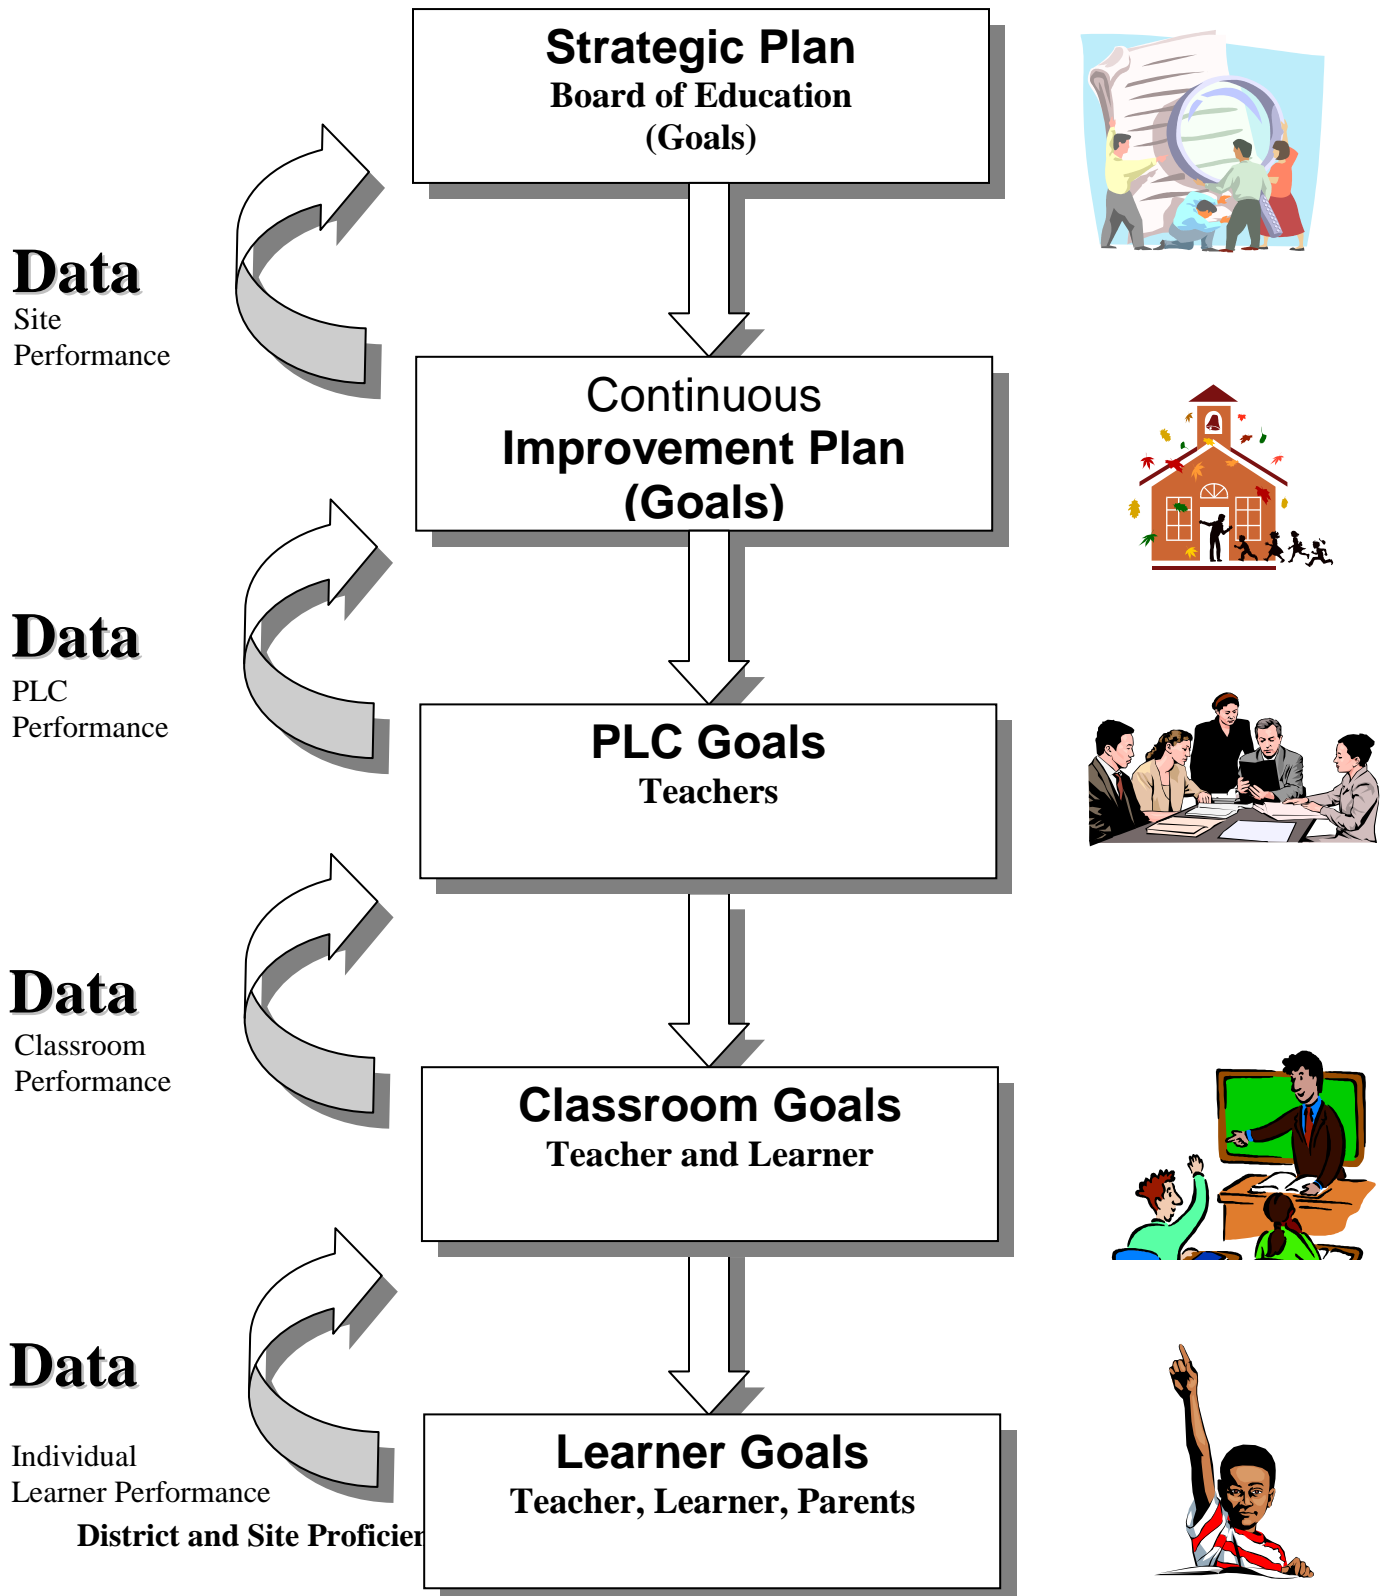 Strategic Plan
Board of Education
(Goals)
Data
Site
Performance
Continuous
Improvement Plan
(Goals)
Data
PLC
Performance
PLC Goals
Teachers
Data
Classroom
Performance
Classroom Goals
Teacher and Learner
Data
Individual
Learner Performance
Learner Goals
Teacher, Learner, Parents
District and Site